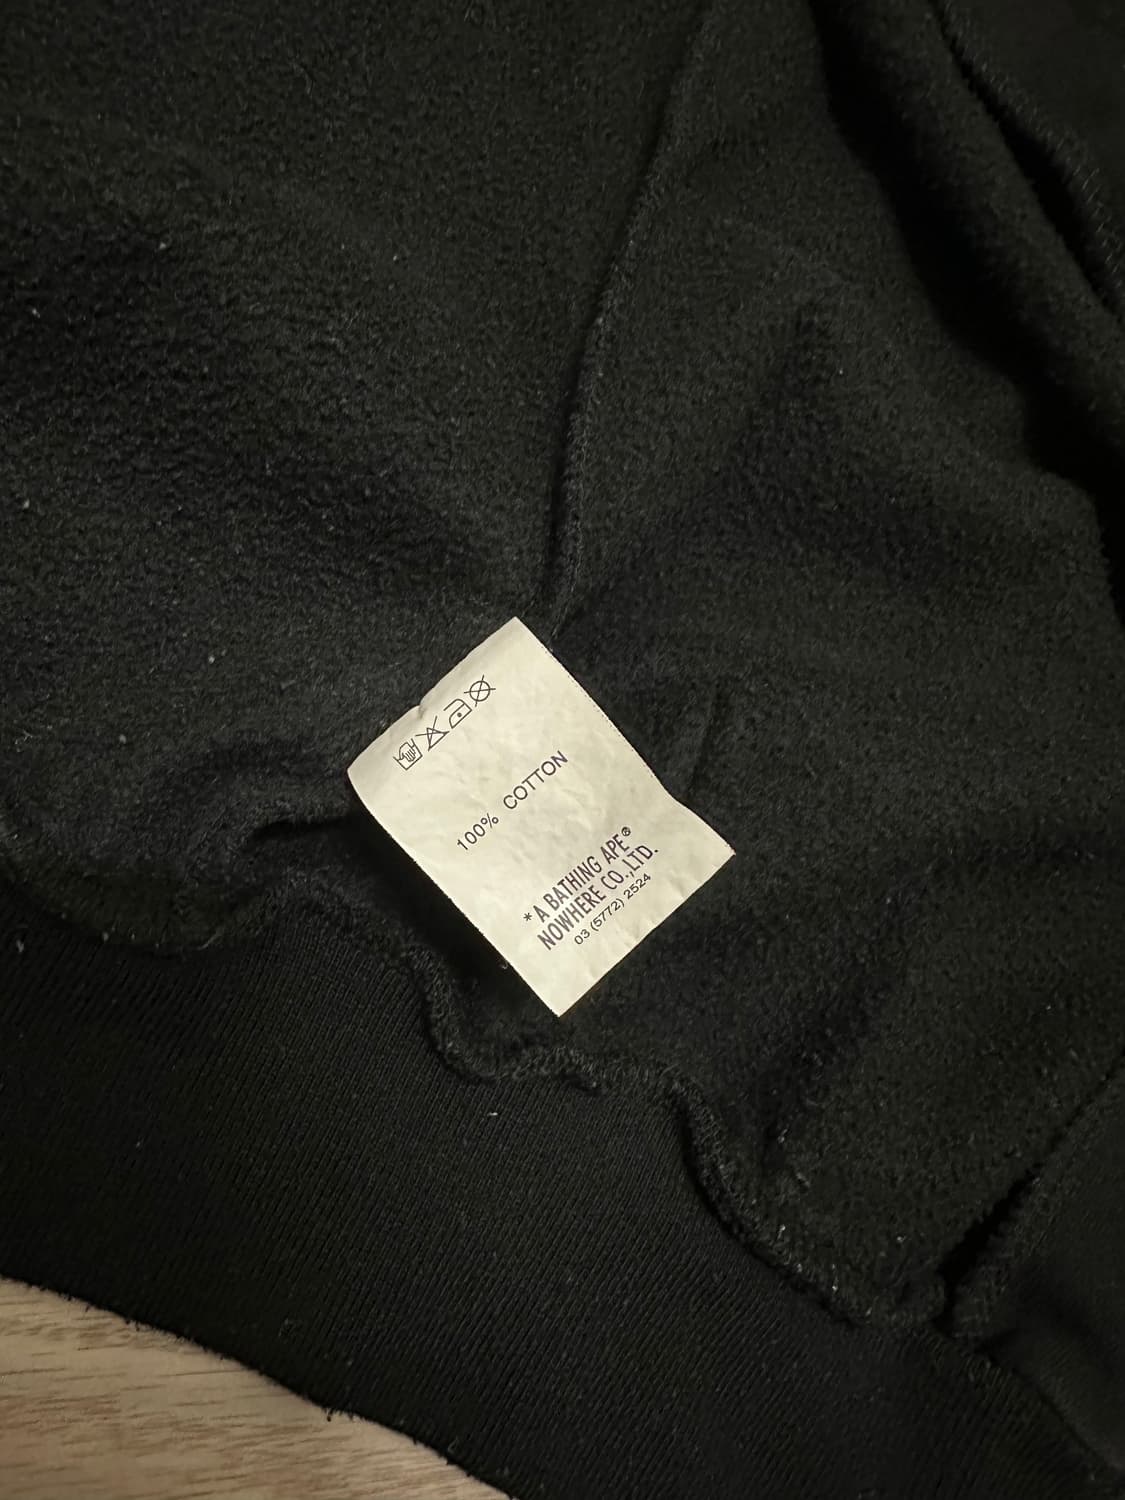 100% COTTON
*A BATHING APE®
NOWHERE CO.,LTD.
03 (5772) 2524